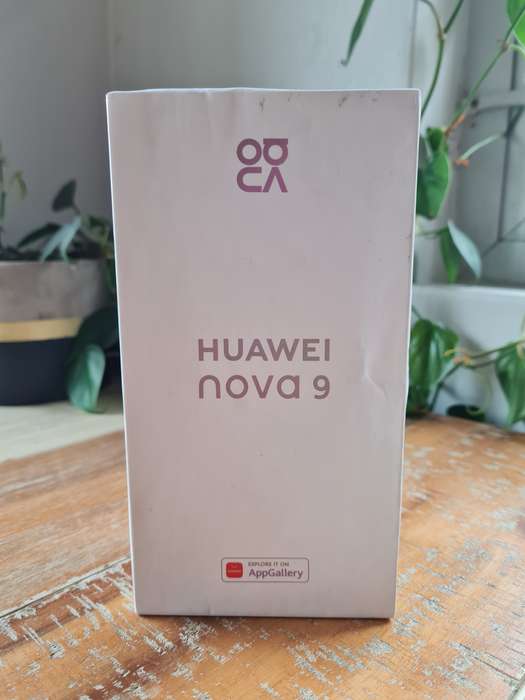 HUAWEI
nova 9
EXPLORE IT ON
AppGallery